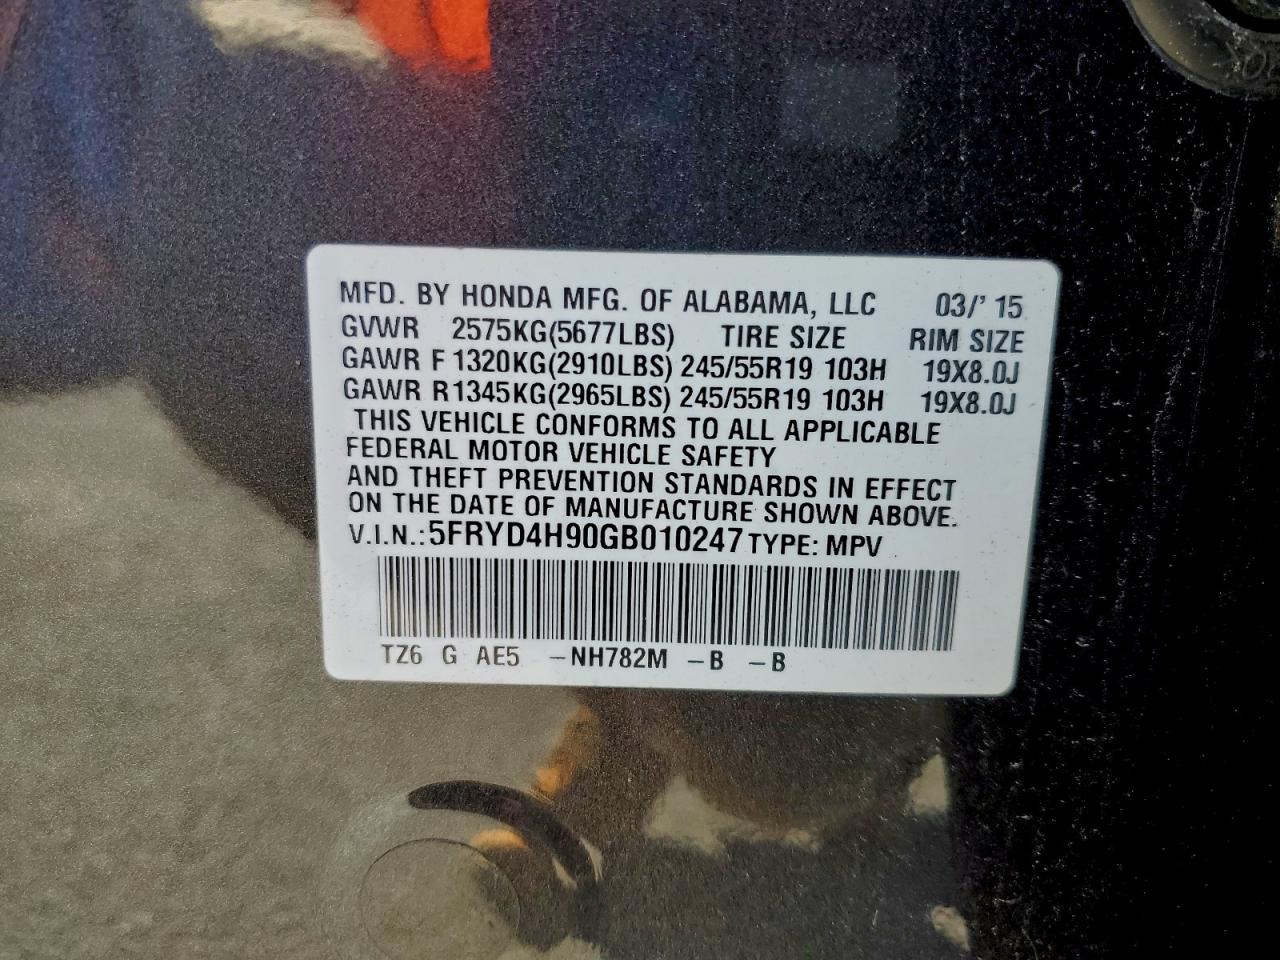 MFD. BY HONDA MFG. OF ALABAMA, LLC 03/' 15
GVWR 2575KG(5677LBS) TIRE SIZE RIM SIZE
GAWR F 1320KG(2910LBS) 245/55R19 103H 19X8.0J
GAWR R1345KG(2965LBS) 245/55R19 103H 19X8.0J
THIS VEHICLE CONFORMS TO ALL APPLICABLE
FEDERAL MOTOR VEHICLE SAFETY
AND THEFT PREVENTION STANDARDS IN EFFECT
ON THE DATE OF MANUFACTURE SHOWN ABOVE.
V.I.N.: 5FRYD4H90GB010247 TYPE: MPV
TZ6 G AE5 -NH782M -B -B